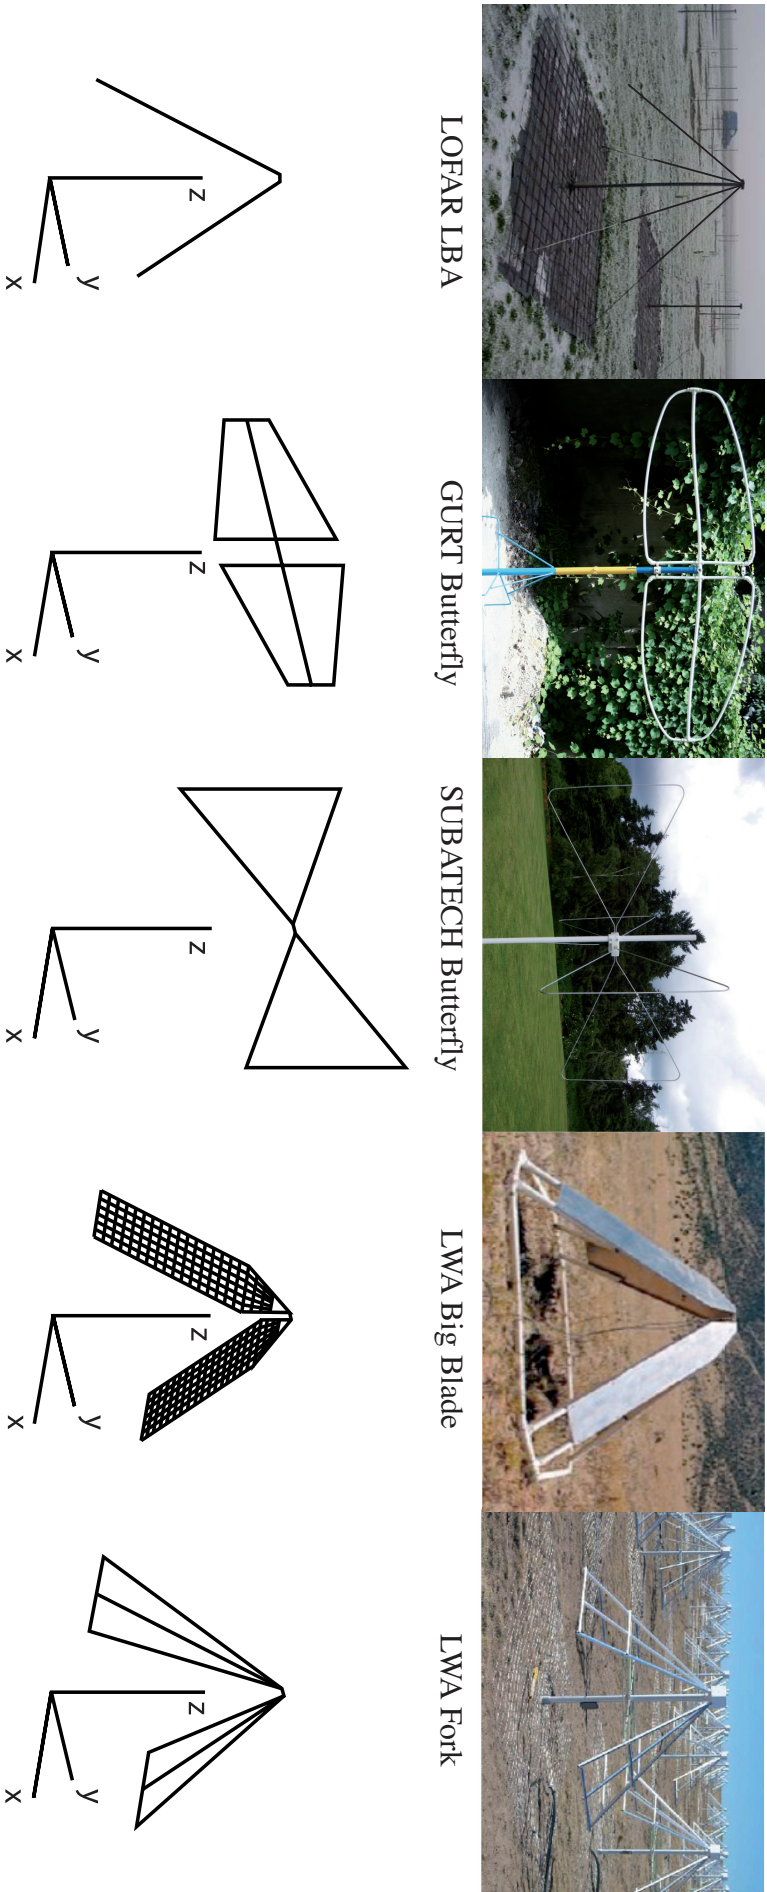 LOFAR LBA
GURT Butterfly
SUBATECH Butterfly
LWA Big Blade
LWA Fork
z
y
x
z
y
x
z
y
x
z
y
x
z
y
x